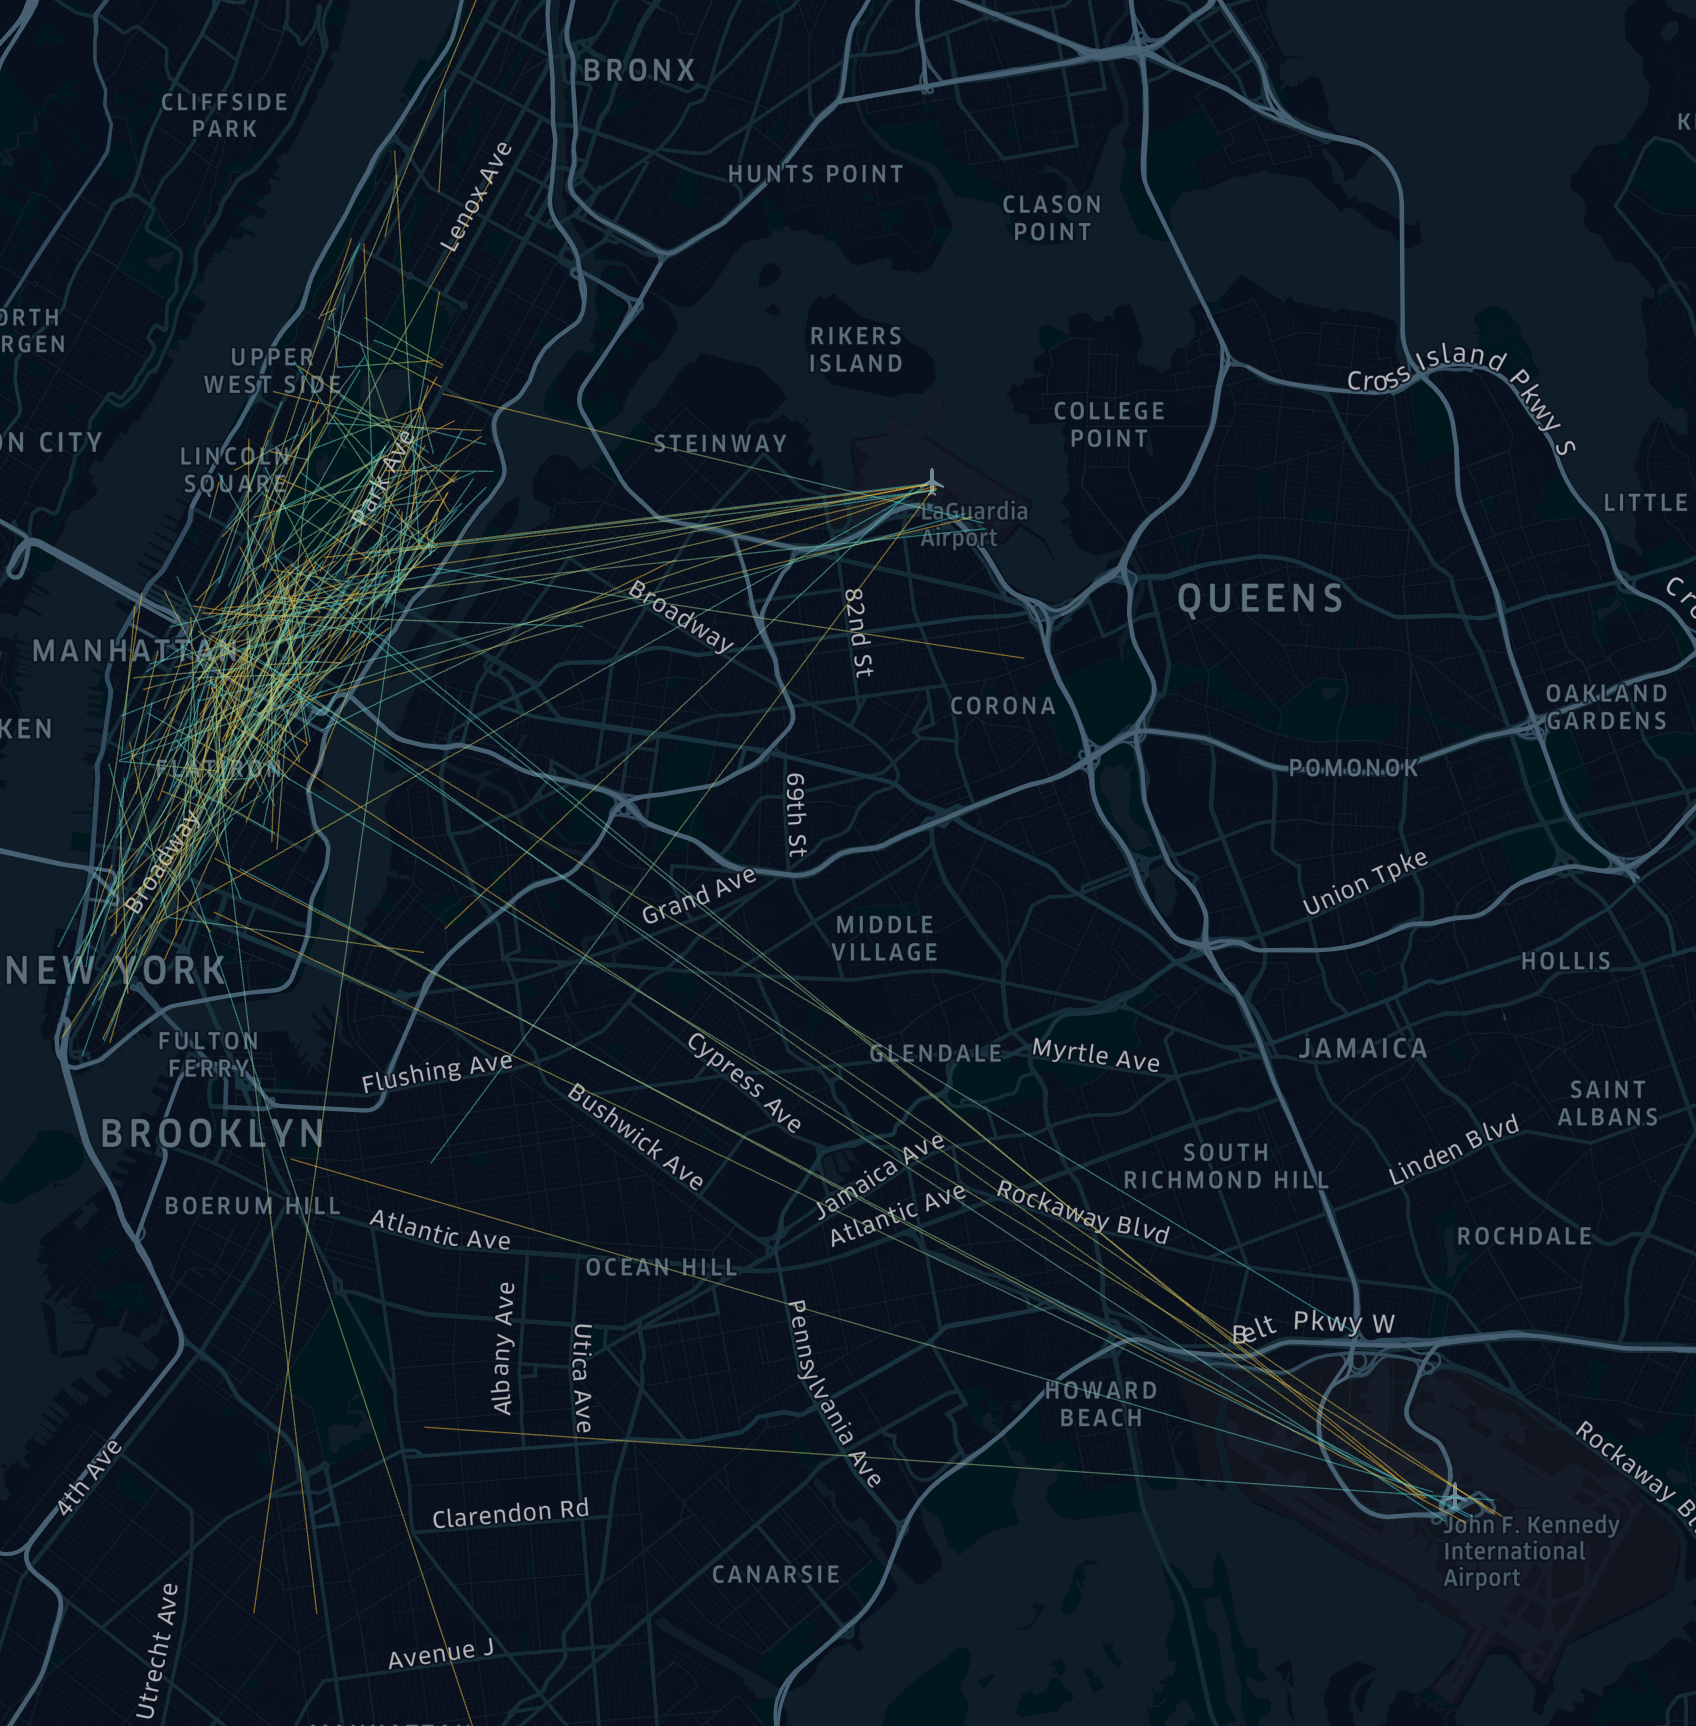 BRONX
CLIFFSIDE
PARK
Lenox Ave
HUNTS POINT
CLASON
POINT
ORTH
RGEN
RIKERS
ISLAND
UPPER
WEST SIDE
Cross Island Pkwy S
COLLEGE
POINT
ON CITY
STEINWAY
LINCOLN
SQUARE
Park Ave
LITTLE
LaGuardia
Airport
QUEENS
Broadway
82nd St
MANHATTAN
OAKLAND
GARDENS
CORONA
KEN
FLATIRON
POMONOK
69th St
Broadway
Grand Ave
Union Tpke
MIDDLE
VILLAGE
HOLLIS
NEW YORK
FULTON
FERRY
Flushing Ave
Cypress Ave
GLENDALE
Myrtle Ave
JAMAICA
SAINT
ALBANS
BROOKLYN
Bushwick Ave
Jamaica Ave
SOUTH
RICHMOND HILL
Linden Blvd
BOERUM HILL
Atlantic Ave
Atlantic Ave
Rockaway Blvd
ROCHDALE
OCEAN HILL
Albany Ave
Utica Ave
Pennsylvania Ave
Belt Pkwy W
HOWARD
BEACH
4th Ave
Clarendon Rd
Rockaway
John F. Kennedy
International
Airport
CANARSIE
Utrecht Ave
Avenue J